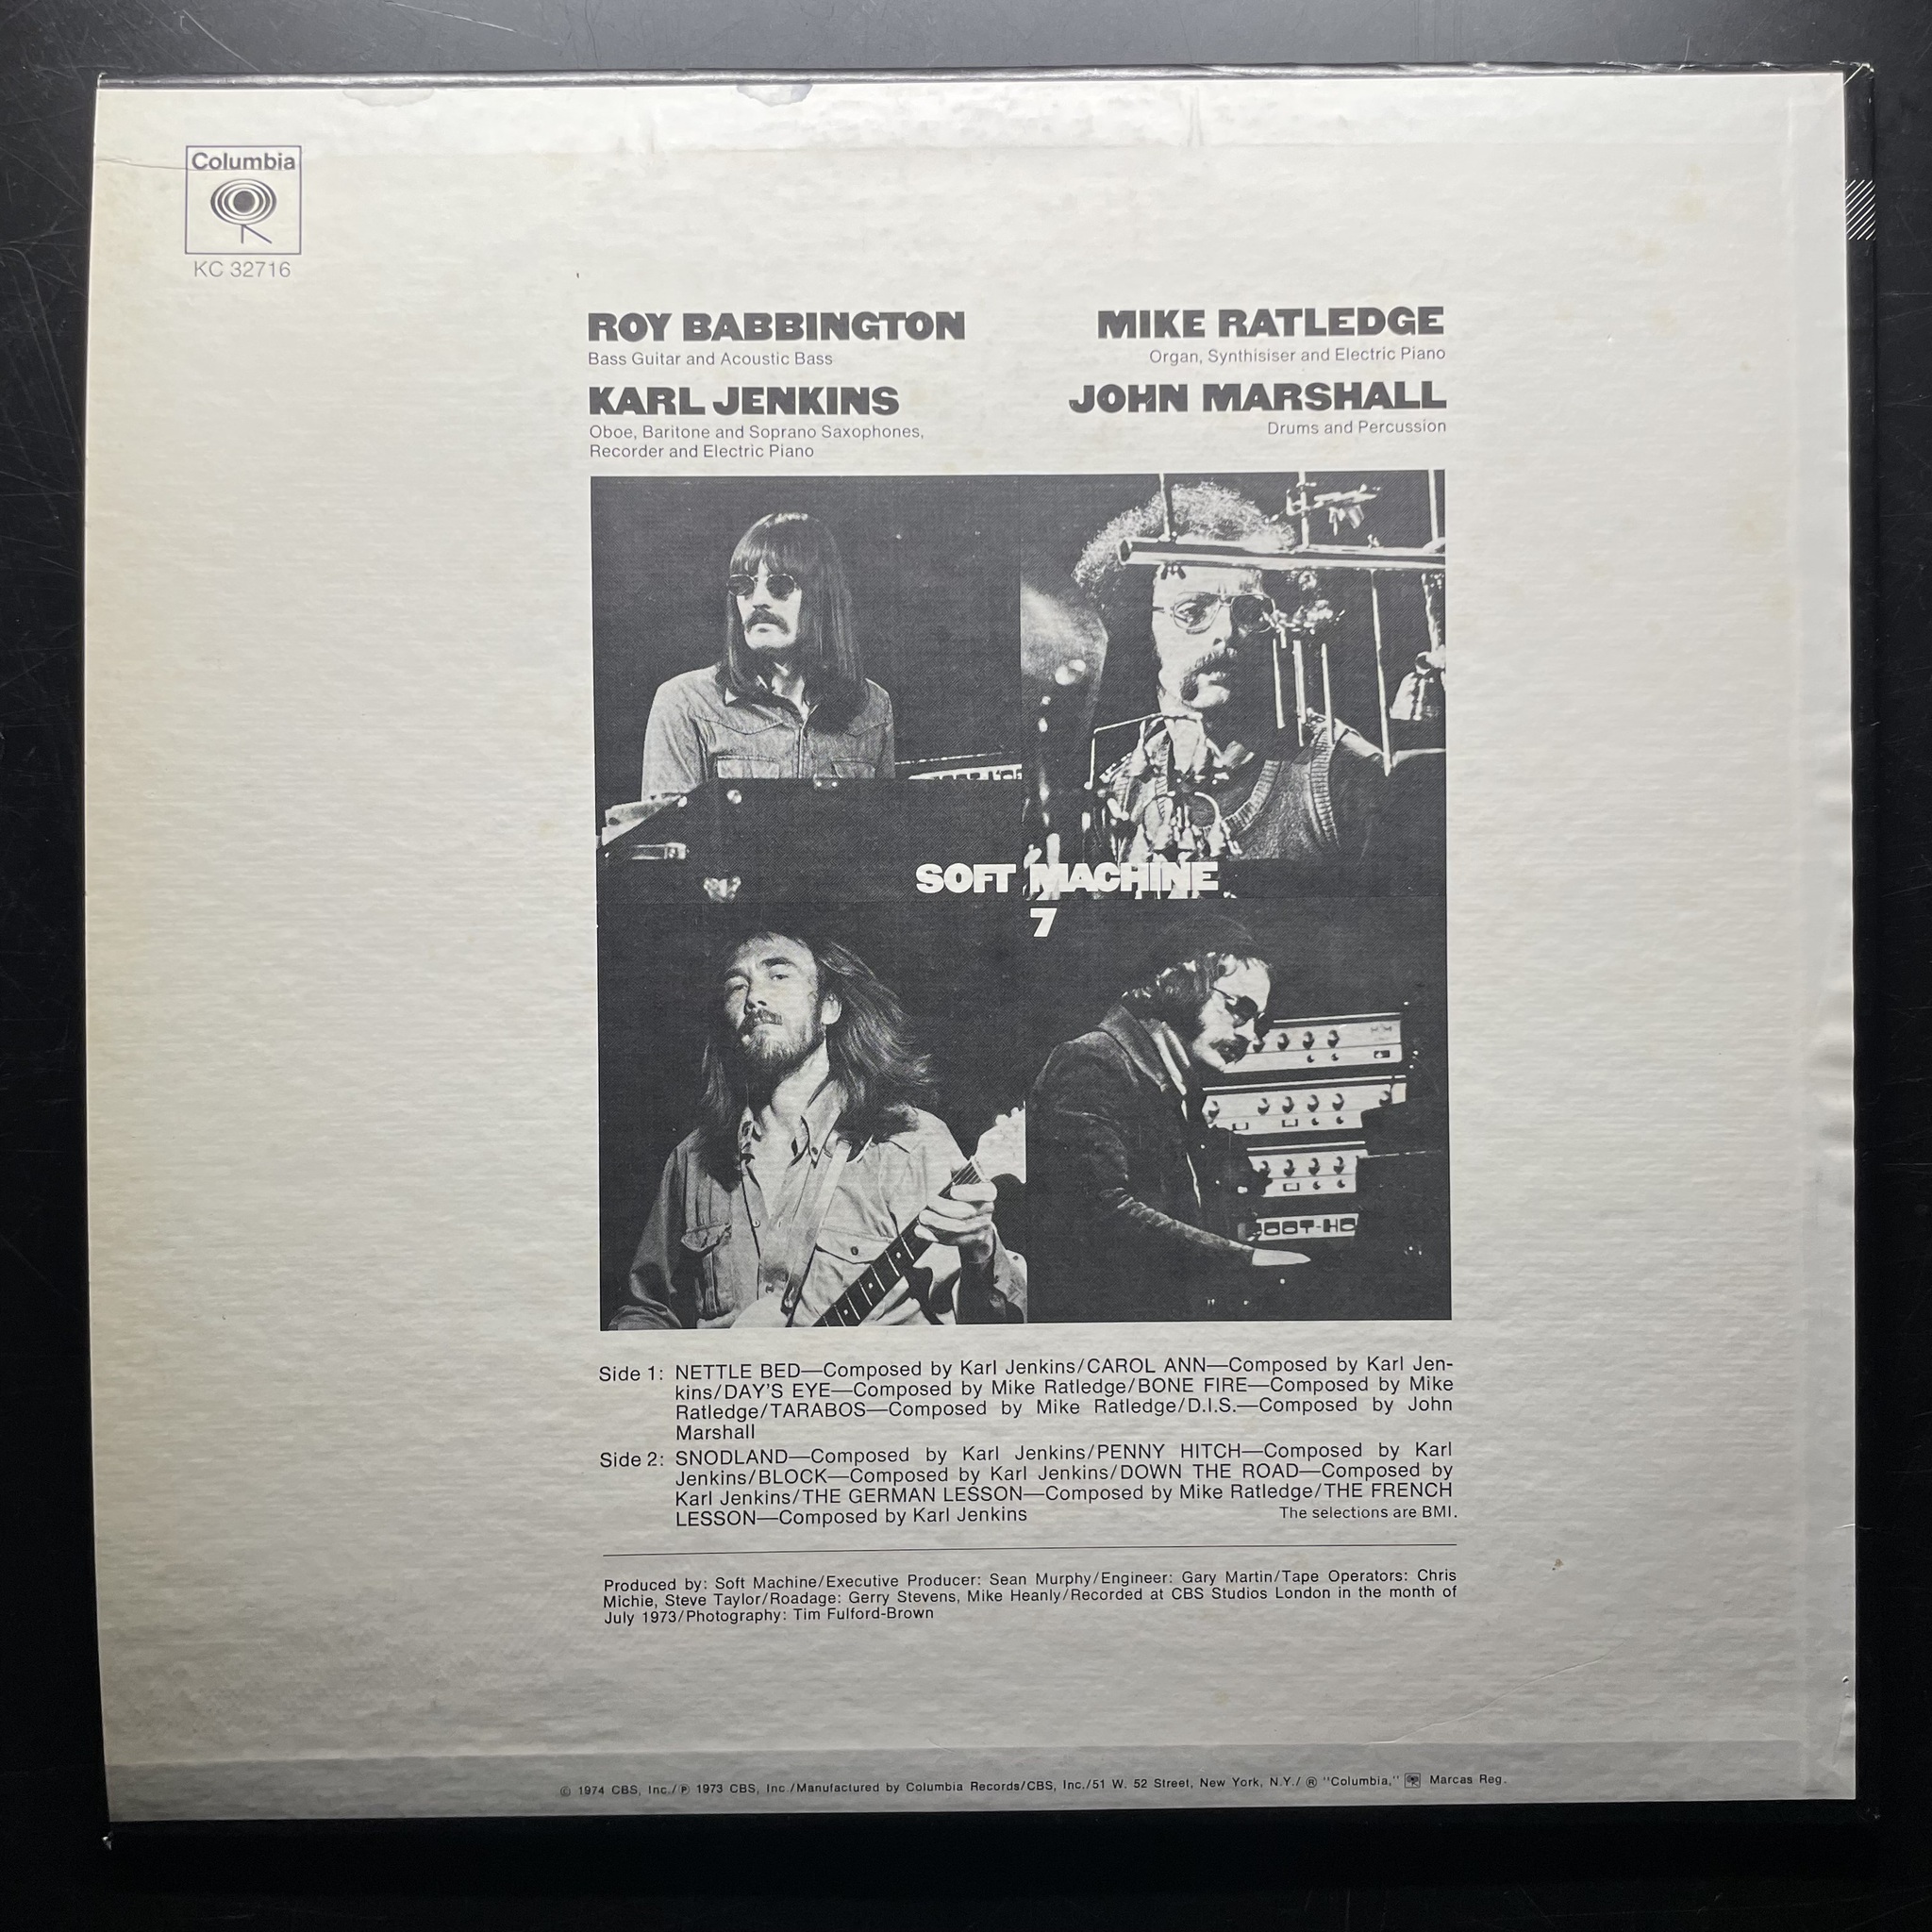 Columbia
KC 32716
ROY BABBINGTON
Bass Guitar and Acoustic Bass
KARL JENKINS
Oboe, Baritone and Soprano Saxophones,
Recorder and Electric Piano
MIKE RATLEDGE
Organ, Synthisiser and Electric Piano
JOHN MARSHALL
Drums and Percussion
SOFT MACHINE
7
Side 1: NETTLE BED—Composed by Karl Jenkins/CAROL ANN—Composed by Karl Jen-
kins/DAY'S EYE—Composed by Mike Ratledge/BONE FIRE—Composed by Mike
Ratledge/TARABOS—Composed by Mike Ratledge/D.I.S.—Composed by John
Marshall
Side 2: SNODLAND—Composed by Karl Jenkins/PENNY HITCH—Composed by Karl
Jenkins/BLOCK—Composed by Karl Jenkins/DOWN THE ROAD—Composed by
Karl Jenkins/THE GERMAN LESSON—Composed by Mike Ratledge/THE FRENCH
LESSON—Composed by Karl Jenkins The selections are BMI.
Produced by: Soft Machine/Executive Producer: Sean Murphy/Engineer: Gary Martin/Tape Operators: Chris
Michie, Steve Taylor/Roadage: Gerry Stevens, Mike Heanly/Recorded at CBS Studios London in the month of
July 1973/Photography: Tim Fulford-Brown
© 1974 CBS, Inc./℗ 1973 CBS, Inc./Manufactured by Columbia Records/CBS, Inc./51 W. 52 Street, New York, N.Y./ ® "Columbia," Marcas Reg.